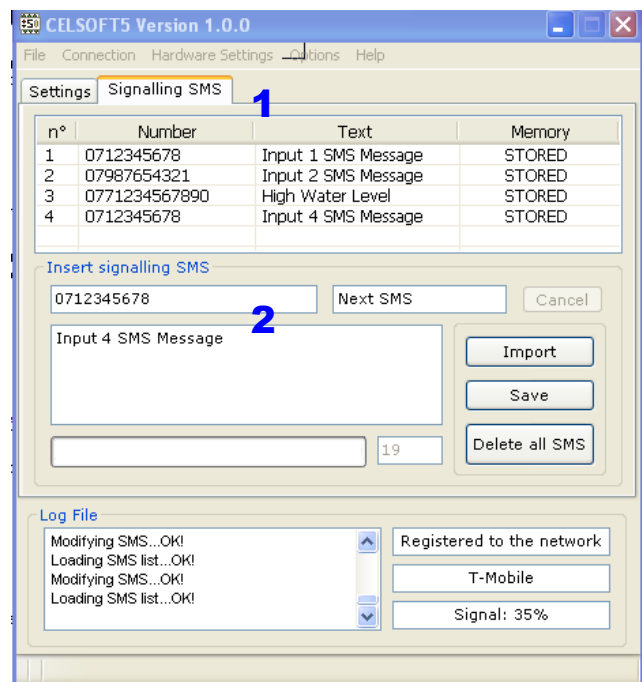 CELSOFT5 Version 1.0.0
File Connection Hardware Settings Options Help
Settings Signalling SMS
1
n° Number Text Memory
1 0712345678 Input 1 SMS Message STORED
2 07987654321 Input 2 SMS Message STORED
3 0771234567890 High Water Level STORED
4 0712345678 Input 4 SMS Message STORED
Insert signalling SMS
0712345678 Next SMS Cancel
2
Input 4 SMS Message
Import
Save
Delete all SMS
19
Log File
Modifying SMS...OK!
Loading SMS list...OK!
Modifying SMS...OK!
Loading SMS list...OK!
Registered to the network
T-Mobile
Signal: 35%